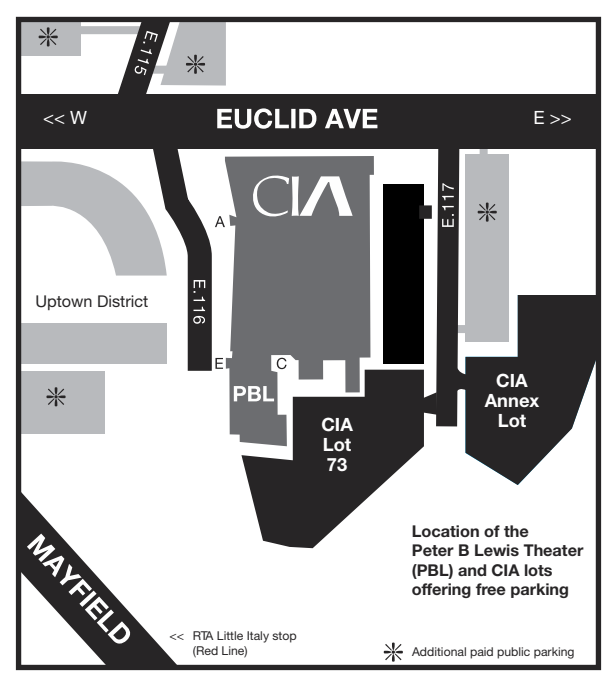 E.115
<< W
EUCLID AVE
E >>
CIA
A
E.117
E.116
Uptown District
E
C
PBL
CIA
Annex
Lot
CIA
Lot
73
MAYFIELD
Location of the
Peter B Lewis Theater
(PBL) and CIA lots
offering free parking
<< RTA Little Italy stop
(Red Line)
Additional paid public parking